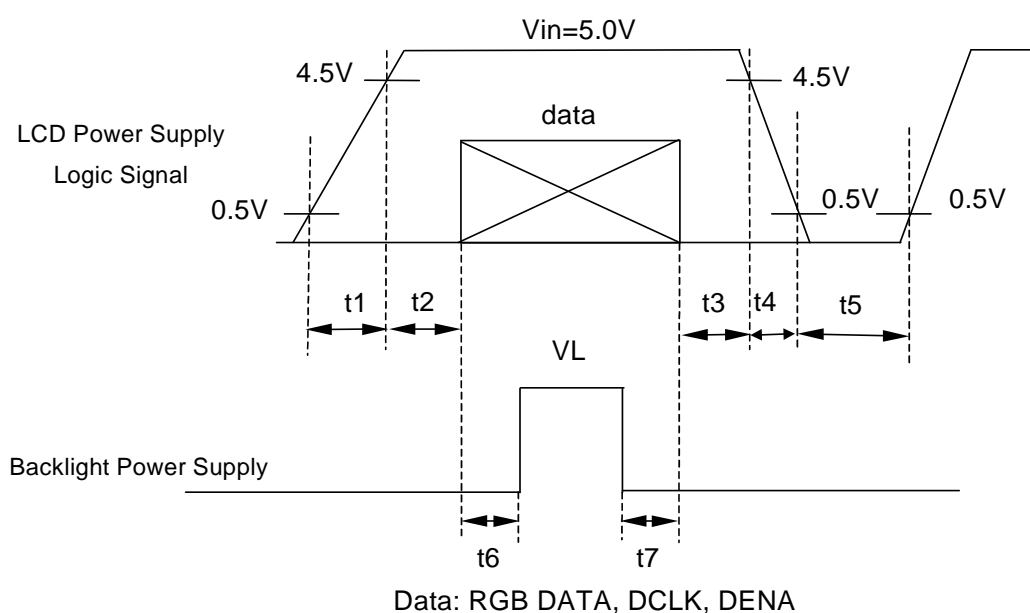 Vin=5.0V
4.5V
4.5V
data
LCD Power Supply
Logic Signal
0.5V
0.5V
0.5V
t1
t2
t3
t4
t5
VL
Backlight Power Supply
t6
t7
Data: RGB DATA, DCLK, DENA